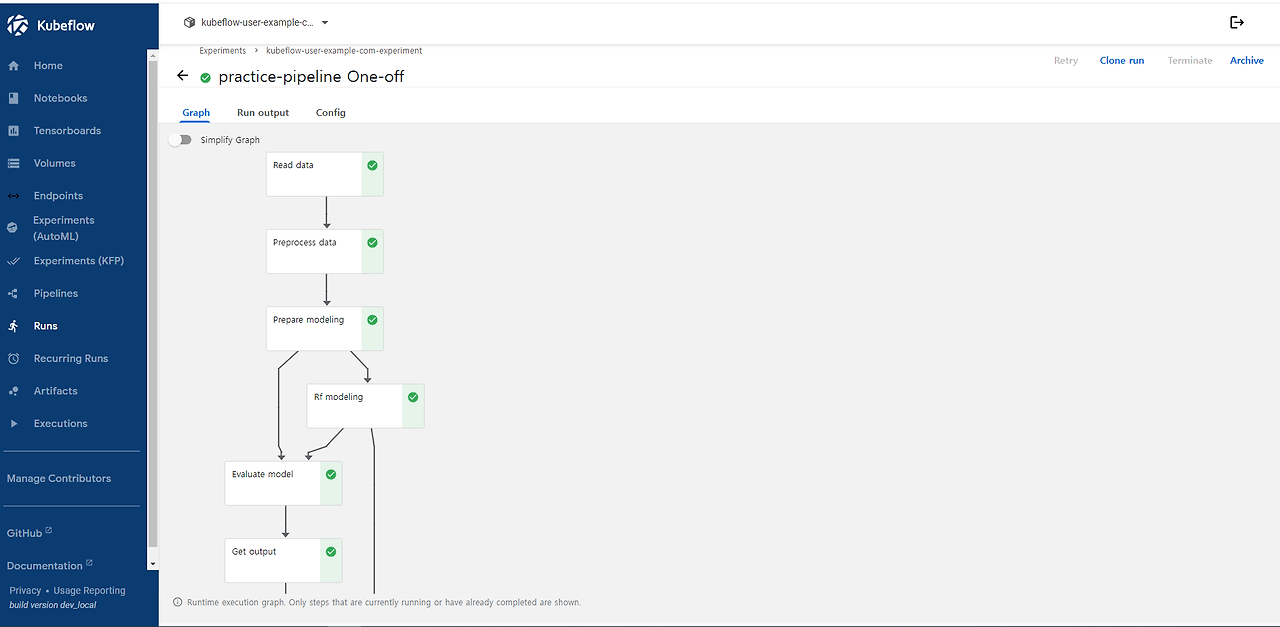 Kubeflow
kubeflow-user-example-c...
Home
Notebooks
Tensorboards
Volumes
Endpoints
Experiments
(AutoML)
Experiments (KFP)
Pipelines
Runs
Recurring Runs
Artifacts
Executions
Manage Contributors
GitHub
Documentation
Privacy • Usage Reporting
build version dev_local
Experiments > kubeflow-user-example-com-experiment
practice-pipeline One-off
Retry Clone run Terminate Archive
Graph Run output Config
Simplify Graph
Read data
Preprocess data
Prepare modeling
Rf modeling
Evaluate model
Get output
Runtime execution graph. Only steps that are currently running or have already completed are shown.